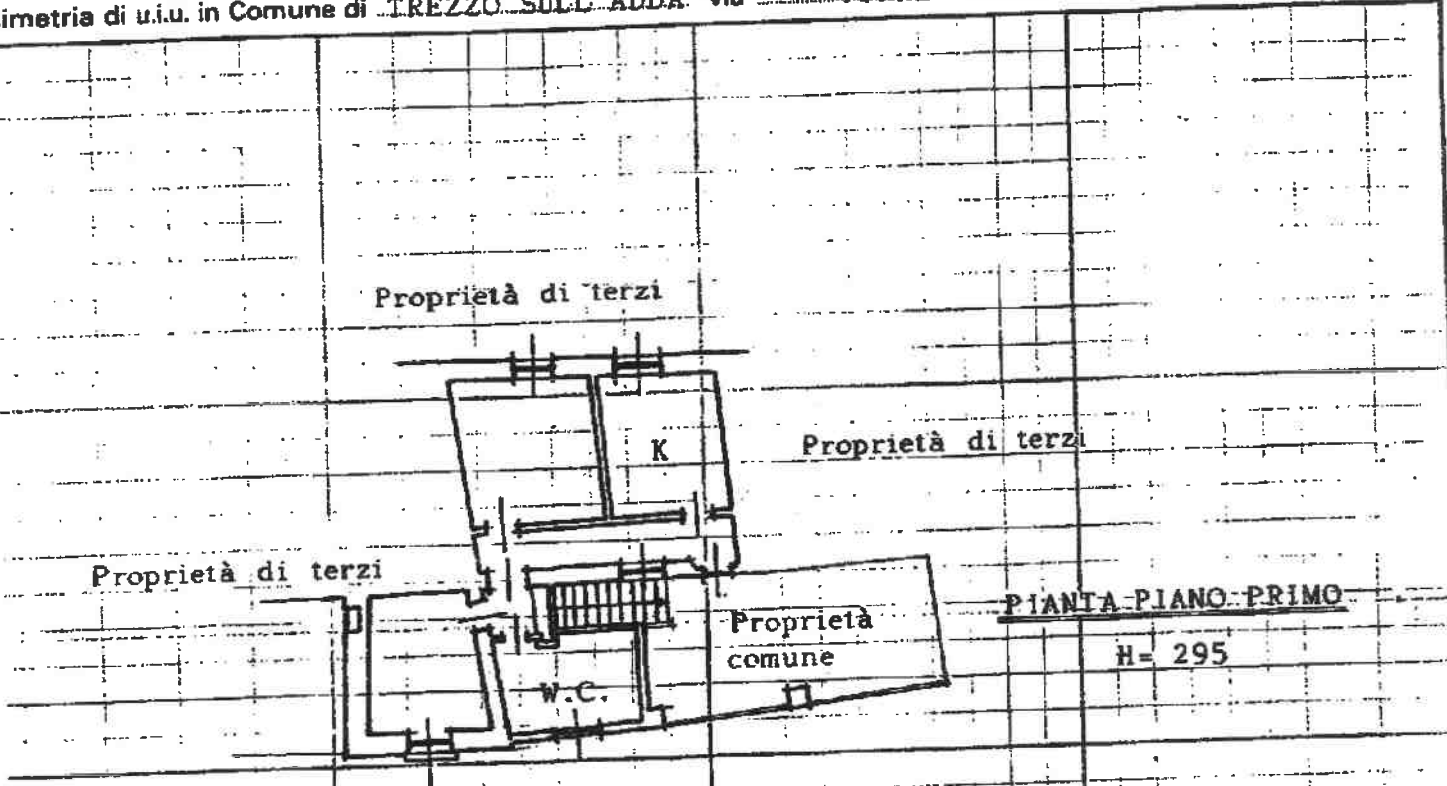 imetria di u.i.u. in Comune di TREZZO SULL'ADDA via
Proprietà di terzi
K
Proprietà di terzi
Proprietà di terzi
PIANTA PIANO PRIMO
Proprietà
comune
H= 295
W.C.